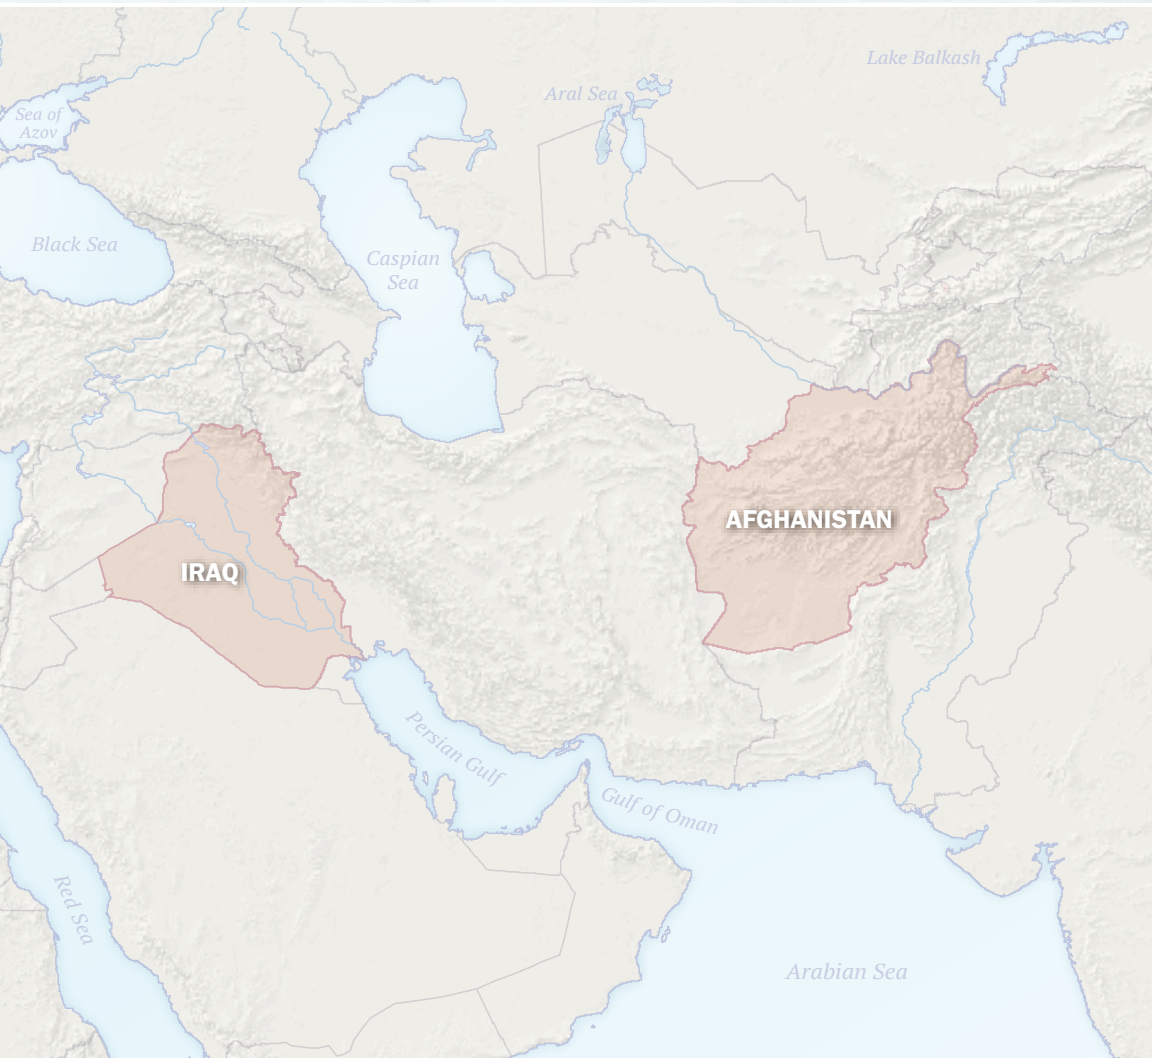 Lake Balkash
Aral Sea
Sea of
Azov
Black Sea
Caspian
Sea
AFGHANISTAN
IRAQ
Persian Gulf
Gulf of Oman
Red Sea
Arabian Sea